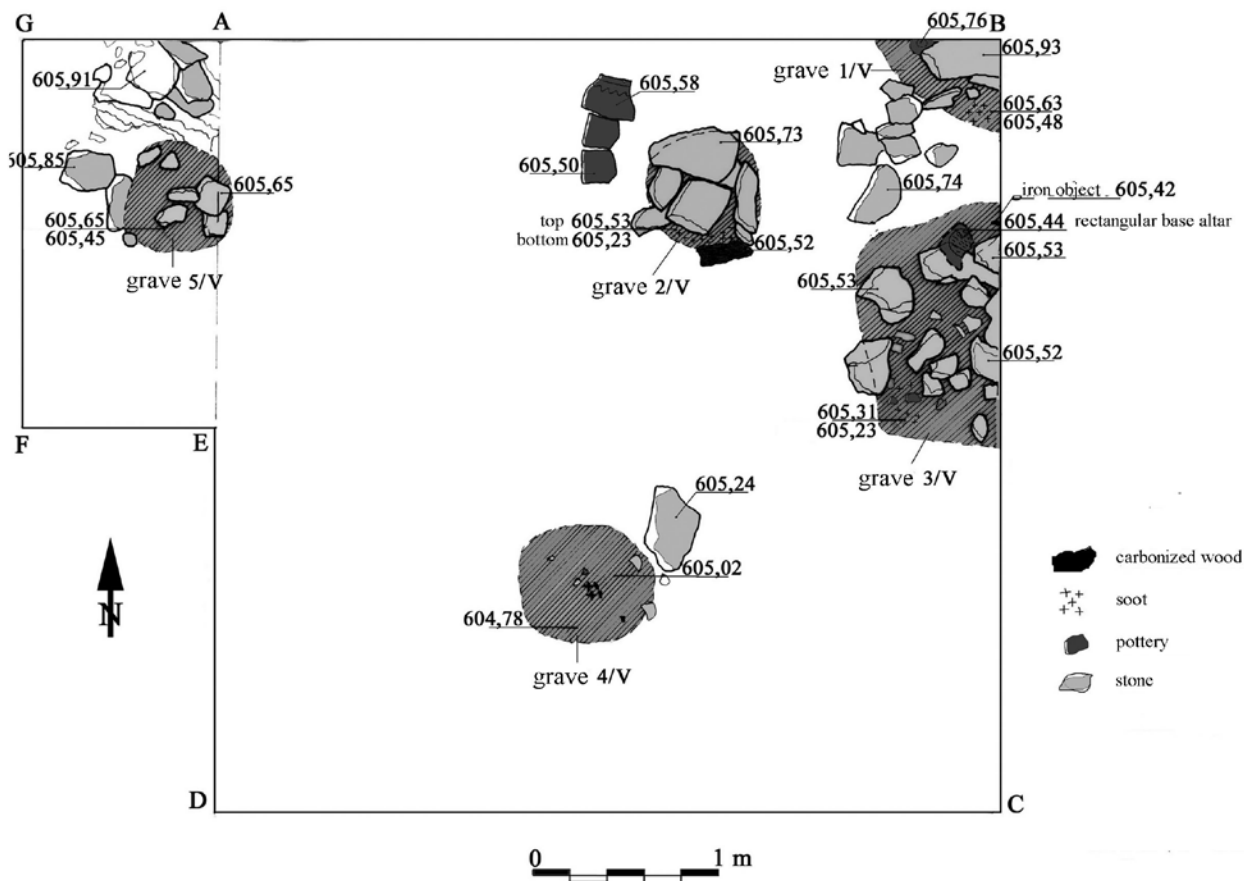 G
A
B
605,76
605,93
605,91
605,58
grave 1/V
605,63
605,48
605,73
605,85
605,50
605,65
605,74
iron object 605,42
605,65
605,45
top 605,53
bottom 605,23
605,52
605,44 rectangular base altar
605,53
grave 5/V
grave 2/V
605,53
605,52
605,31
605,23
F
E
grave 3/V
605,24
605,02
604,78
grave 4/V
N
carbonized wood
soot
pottery
stone
D
C
0
1 m